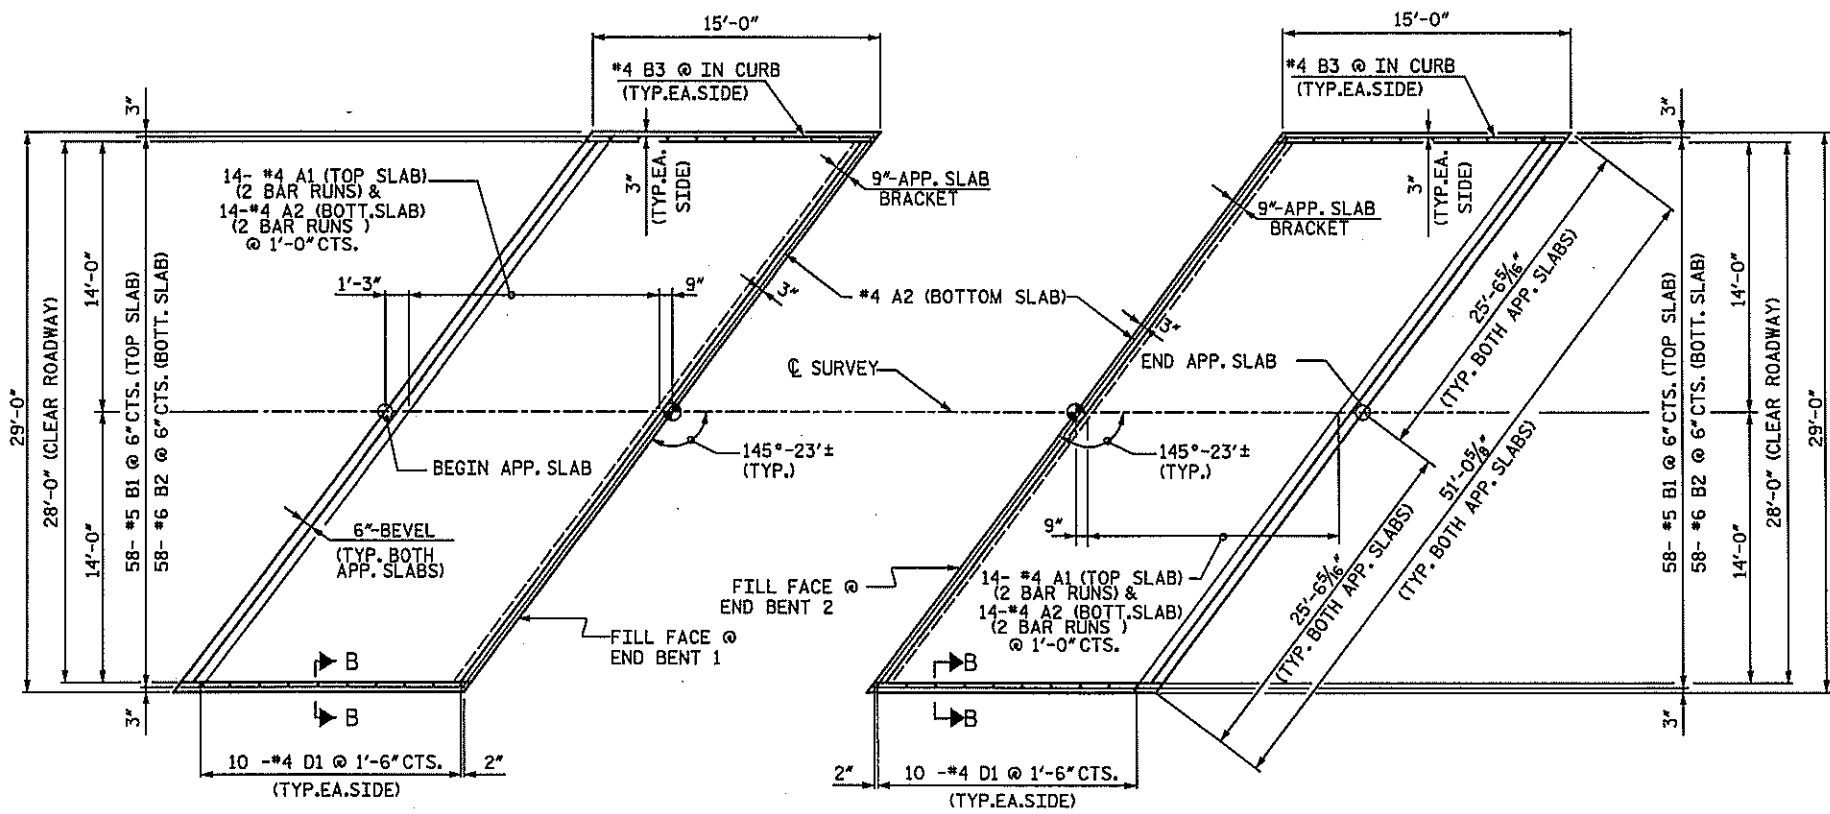 15'-0"
#4 B3 @ IN CURB
(TYP.EA.SIDE)
3"
3"
(TYP.EA.
SIDE)
14- #4 A1 (TOP SLAB)
(2 BAR RUNS) &
14-#4 A2 (BOTT.SLAB)
(2 BAR RUNS )
@ 1'-0" CTS.
9"-APP. SLAB
BRACKET
1'-3"
9"
3"
29'-0"
28'-0" (CLEAR ROADWAY)
14'-0"
14'-0"
58- #5 B1 @ 6" CTS. (TOP SLAB)
58- #6 B2 @ 6" CTS. (BOTT. SLAB)
#4 A2 (BOTTOM SLAB)
℄ SURVEY
BEGIN APP. SLAB
145°-23'±
(TYP.)
6"-BEVEL
(TYP. BOTH
APP. SLABS)
FILL FACE @
END BENT 1
B
B
3"
10 -#4 D1 @ 1'-6" CTS.
(TYP.EA.SIDE)
2"
15'-0"
#4 B3 @ IN CURB
(TYP.EA.SIDE)
3"
(TYP.EA.
SIDE)
3"
9"-APP. SLAB
BRACKET
3"
END APP. SLAB
145°-23'±
(TYP.)
25'-6 5/16"
(TYP. BOTH APP. SLABS)
51'-0 5/8"
(TYP. BOTH APP. SLABS)
25'-6 5/16"
(TYP. BOTH APP. SLABS)
9"
14- #4 A1 (TOP SLAB)
(2 BAR RUNS) &
14-#4 A2 (BOTT.SLAB)
(2 BAR RUNS )
@ 1'-0" CTS.
FILL FACE @
END BENT 2
58- #5 B1 @ 6" CTS. (TOP SLAB)
58- #6 B2 @ 6" CTS. (BOTT. SLAB)
14'-0"
14'-0"
28'-0" (CLEAR ROADWAY)
29'-0"
B
B
3"
2"
10 -#4 D1 @ 1'-6" CTS.
(TYP.EA.SIDE)